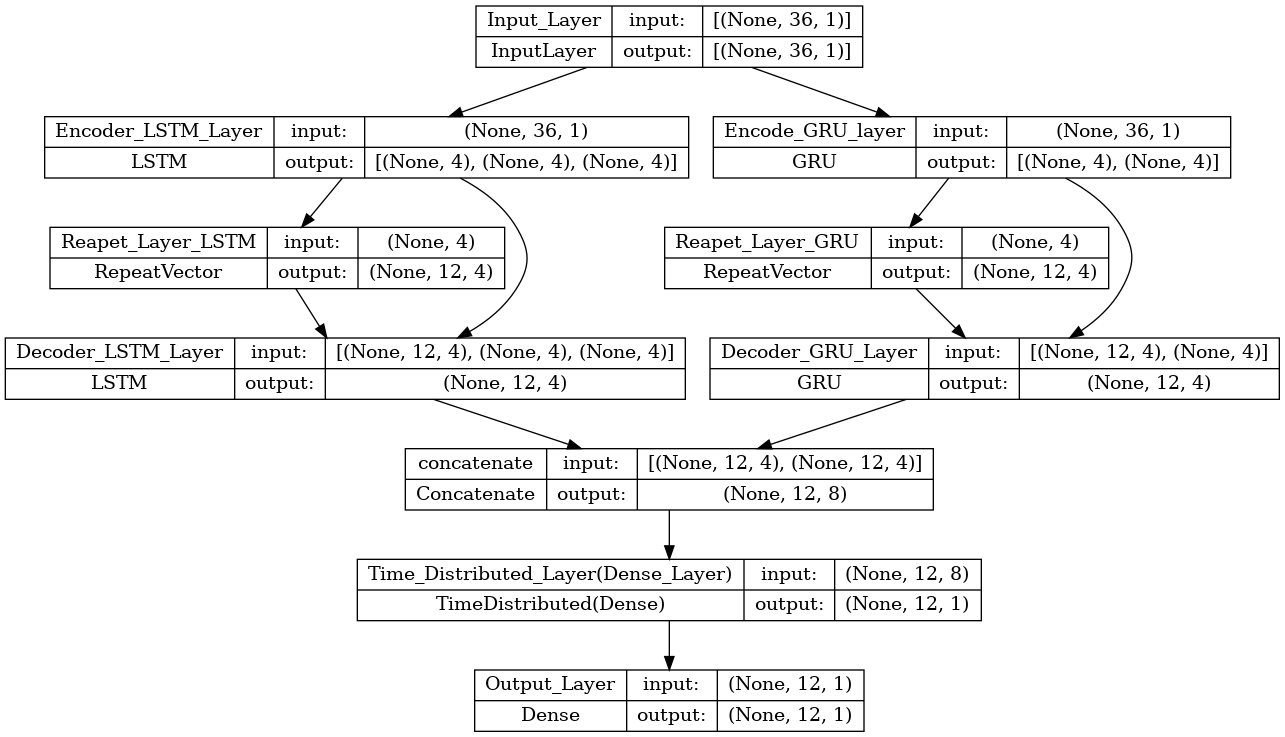 Input_Layer input: [(None, 36, 1)]
InputLayer output: [(None, 36, 1)]
Encoder_LSTM_Layer input: (None, 36, 1)
LSTM output: [(None, 4), (None, 4), (None, 4)]
Encode_GRU_layer input: (None, 36, 1)
GRU output: [(None, 4), (None, 4)]
Reapet_Layer_LSTM input: (None, 4)
RepeatVector output: (None, 12, 4)
Reapet_Layer_GRU input: (None, 4)
RepeatVector output: (None, 12, 4)
Decoder_LSTM_Layer input: [(None, 12, 4), (None, 4), (None, 4)]
LSTM output: (None, 12, 4)
Decoder_GRU_Layer input: [(None, 12, 4), (None, 4)]
GRU output: (None, 12, 4)
concatenate input: [(None, 12, 4), (None, 12, 4)]
Concatenate output: (None, 12, 8)
Time_Distributed_Layer(Dense_Layer) input: (None, 12, 8)
TimeDistributed(Dense) output: (None, 12, 1)
Output_Layer input: (None, 12, 1)
Dense output: (None, 12, 1)